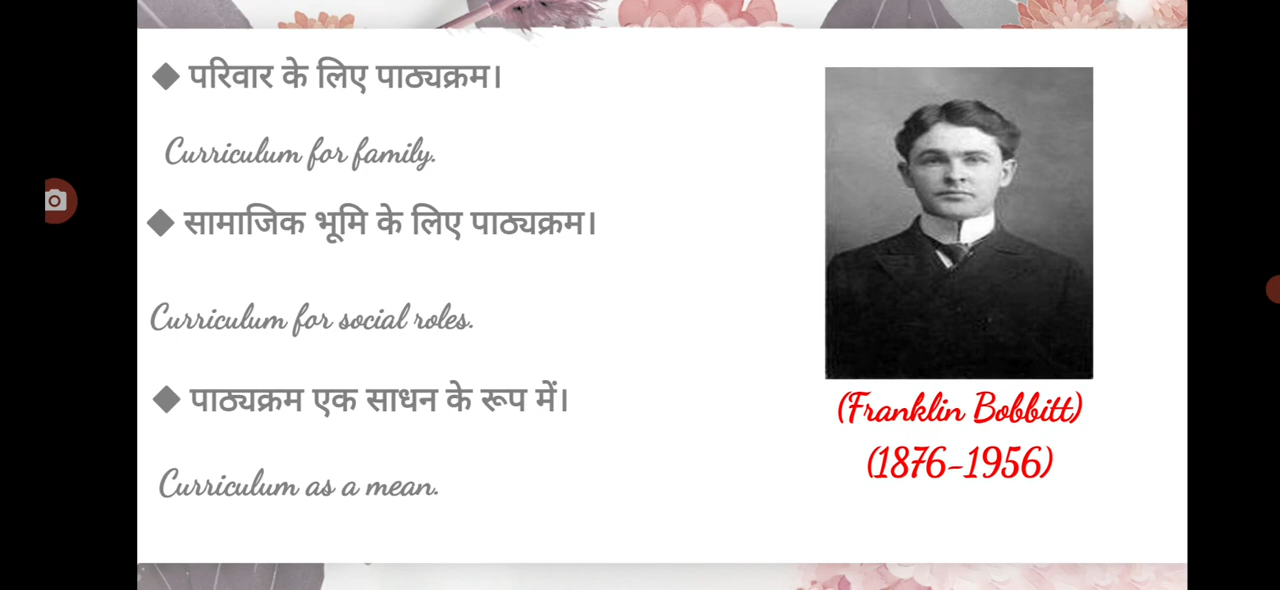 ◆ परिवार के लिए पाठ्यक्रम।
Curriculum for family.
◆ सामाजिक भूमि के लिए पाठ्यक्रम।
Curriculum for social roles.
◆ पाठ्यक्रम एक साधन के रूप में।
Curriculum as a mean.
(Franklin Bobbitt)
(1876-1956)